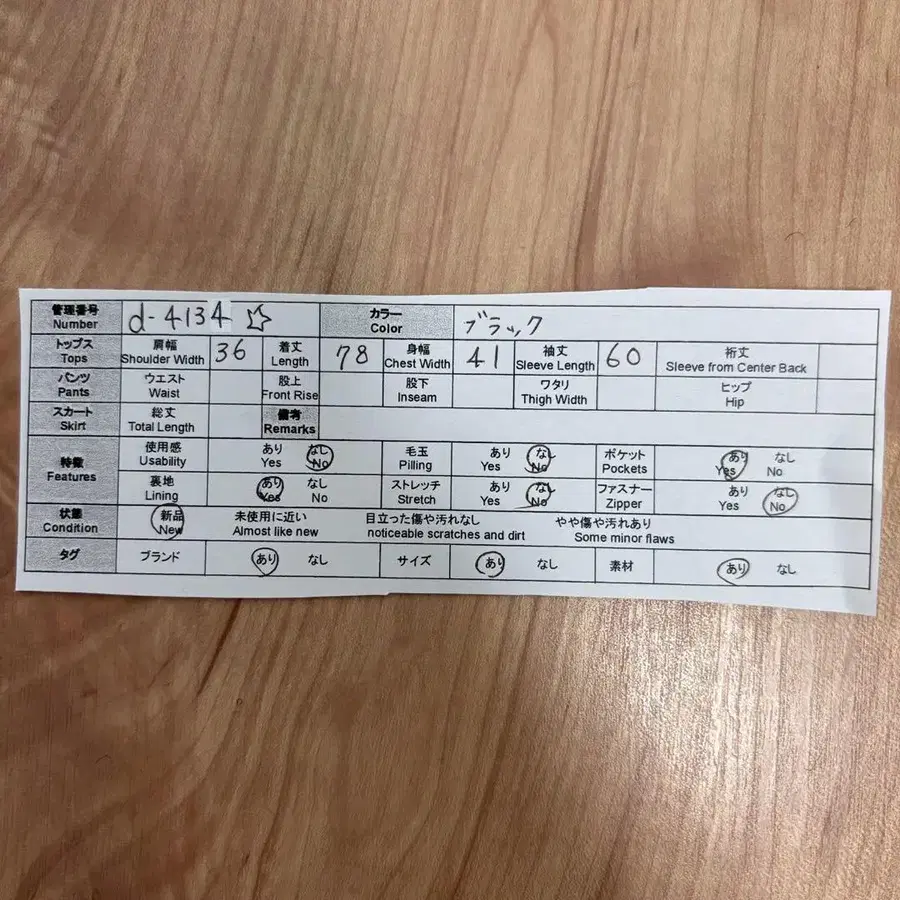 管理番号 d-4134 ☆ カラー ブラック
Number Color
トップス 肩幅 36 着丈 78 身幅 41 袖丈 60 裄丈
Tops Shoulder Width Length Chest Width Sleeve Length Sleeve from Center Back
パンツ ウエスト 股上 股下 ワタリ ヒップ
Pants Waist Front Rise Inseam Thigh Width Hip
スカート 総丈 備考
Skirt Total Length Remarks
特徴 使用感 あり なし 毛玉 あり なし ポケット あり なし
Features Usability Yes No Pilling Yes No Pockets Yes No
裏地 あり なし ストレッチ あり なし ファスナー あり なし
Lining Yes No Stretch Yes No Zipper Yes No
状態 新品 未使用に近い 目立った傷や汚れなし やや傷や汚れあり
Condition New Almost like new noticeable scratches and dirt Some minor flaws
タグ ブランド あり なし サイズ あり なし 素材 あり なし